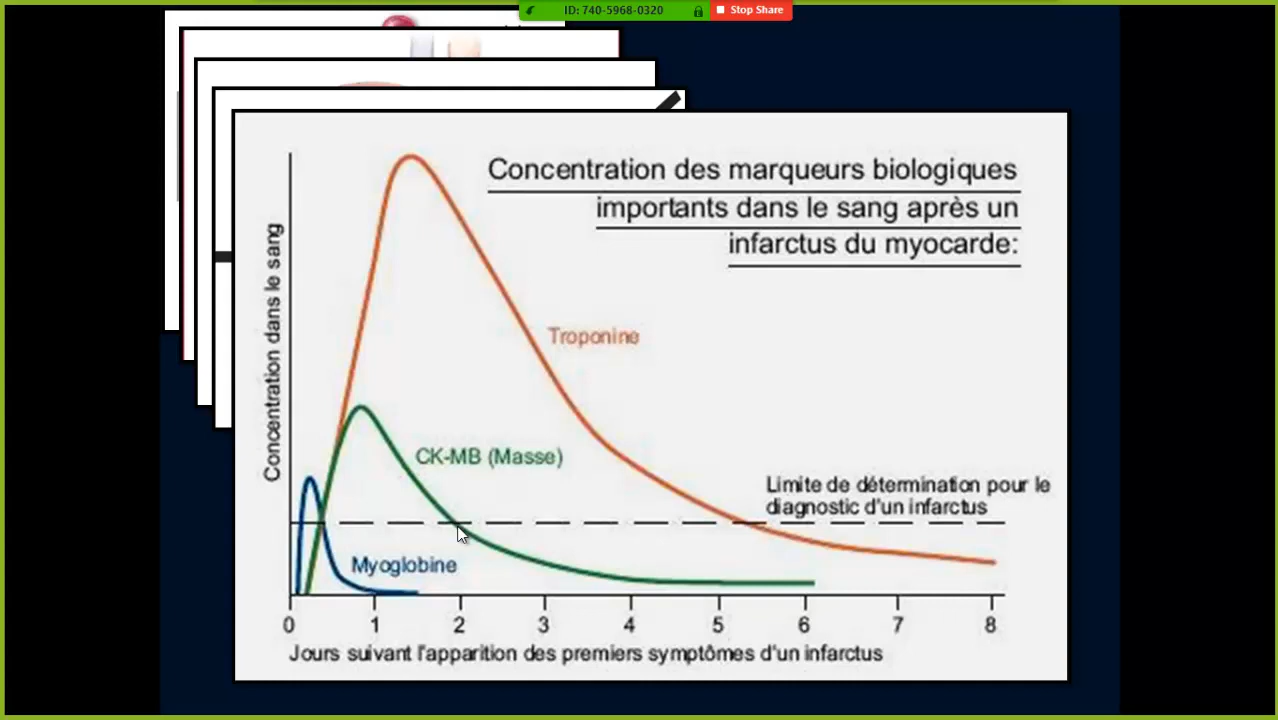 ID: 740-5968-0320
Stop Share
Concentration des marqueurs biologiques
importants dans le sang après un
infarctus du myocarde:
Concentration dans le sang
Troponine
CK-MB (Masse)
Limite de détermination pour le
diagnostic d'un infarctus
Myoglobine
0 1 2 3 4 5 6 7 8
Jours suivant l'apparition des premiers symptômes d'un infarctus